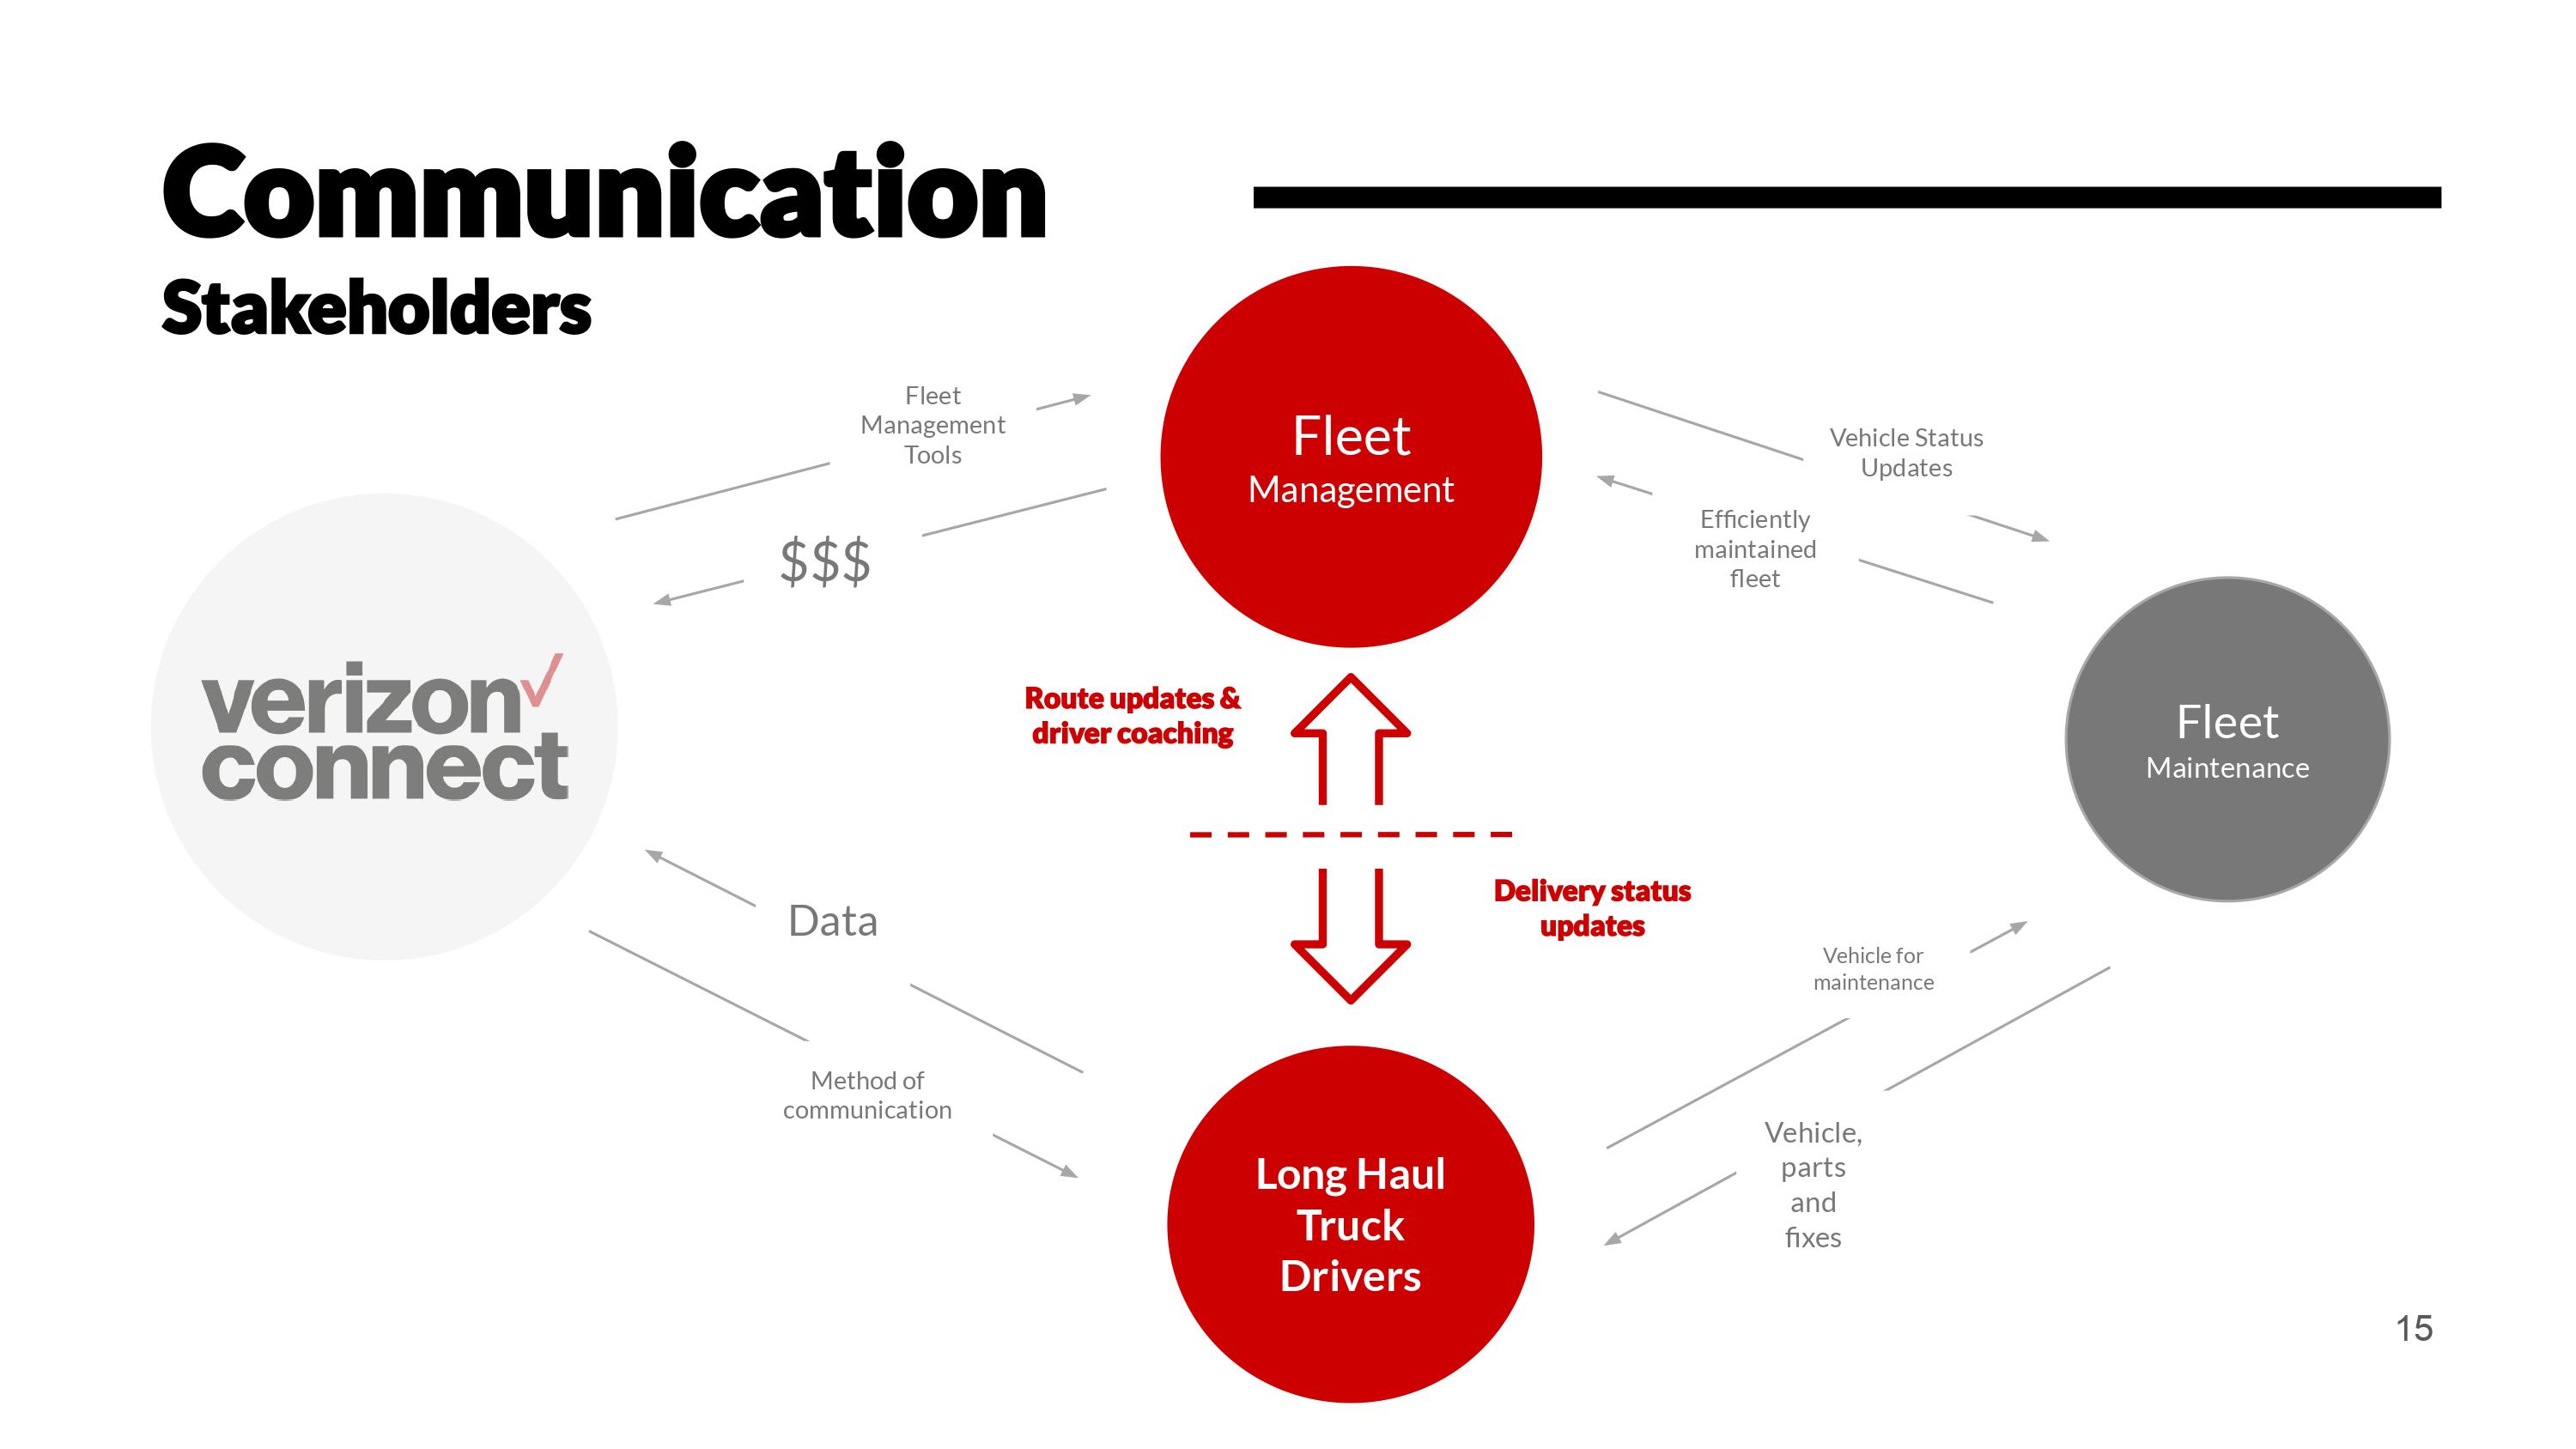 Communication
Stakeholders
Fleet
Management
Tools
$$$
Fleet
Management
Vehicle Status
Updates
Efficiently
maintained
fleet
verizon
connect
Route updates &
driver coaching
Fleet
Maintenance
Delivery status
updates
Data
Method of
communication
Vehicle for
maintenance
Vehicle,
parts
and
fixes
Long Haul
Truck
Drivers
15